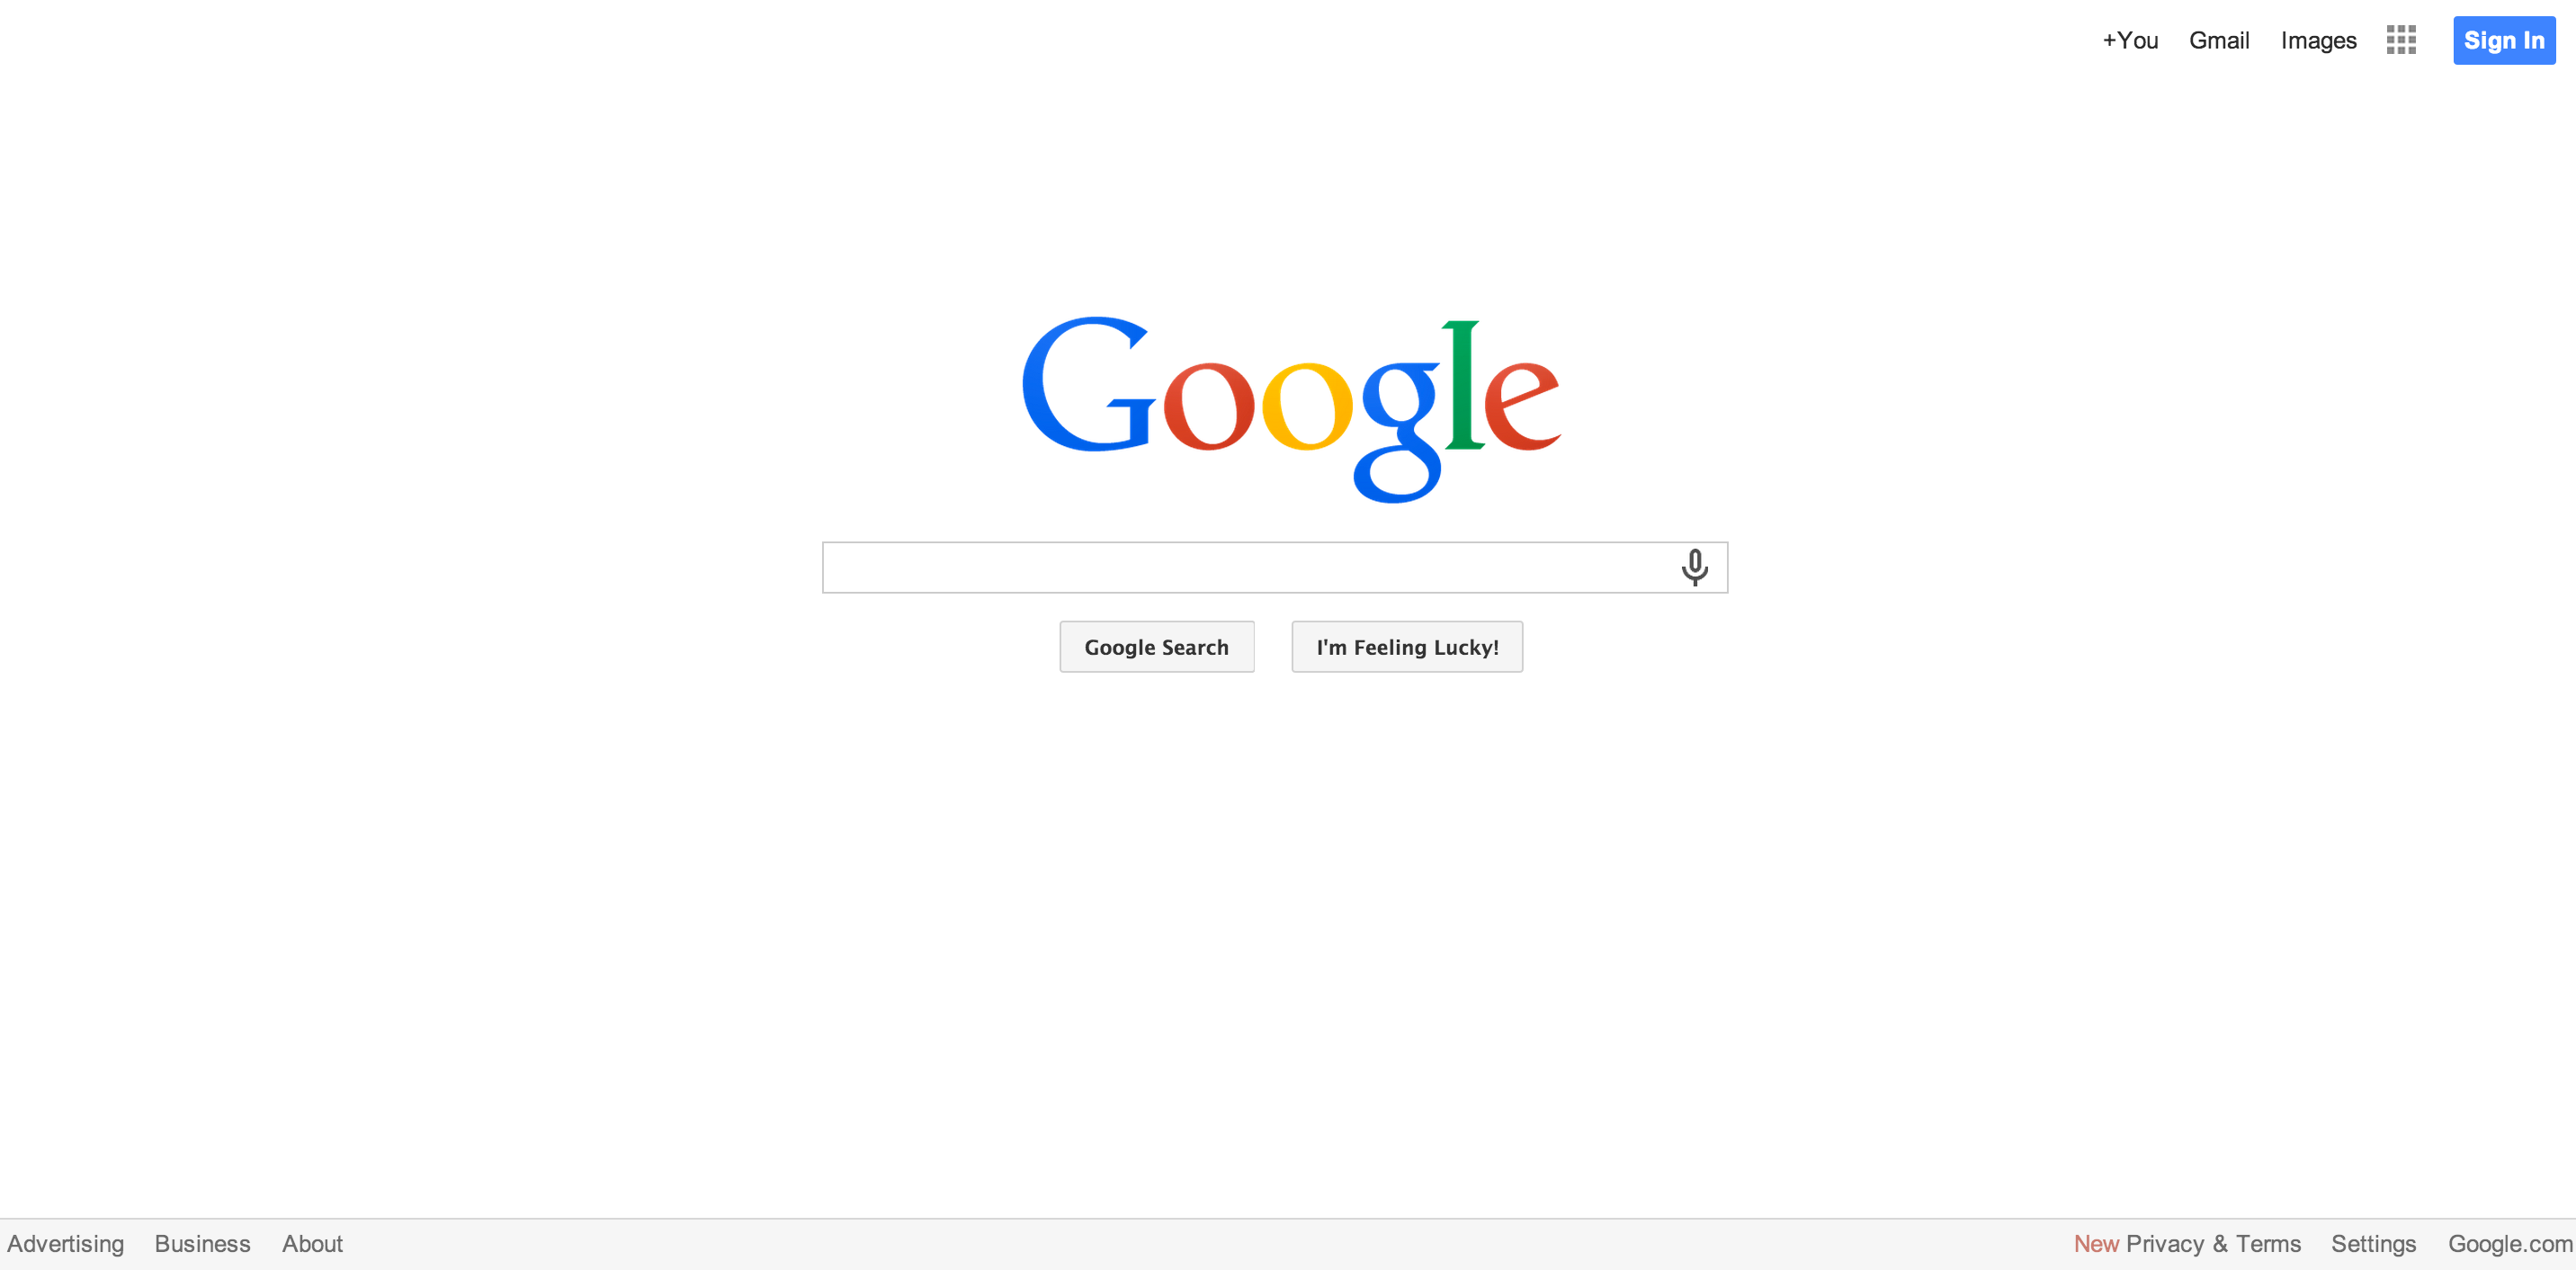 +You Gmail Images Sign In
Google
Google Search I'm Feeling Lucky!
Advertising Business About New Privacy & Terms Settings Google.com